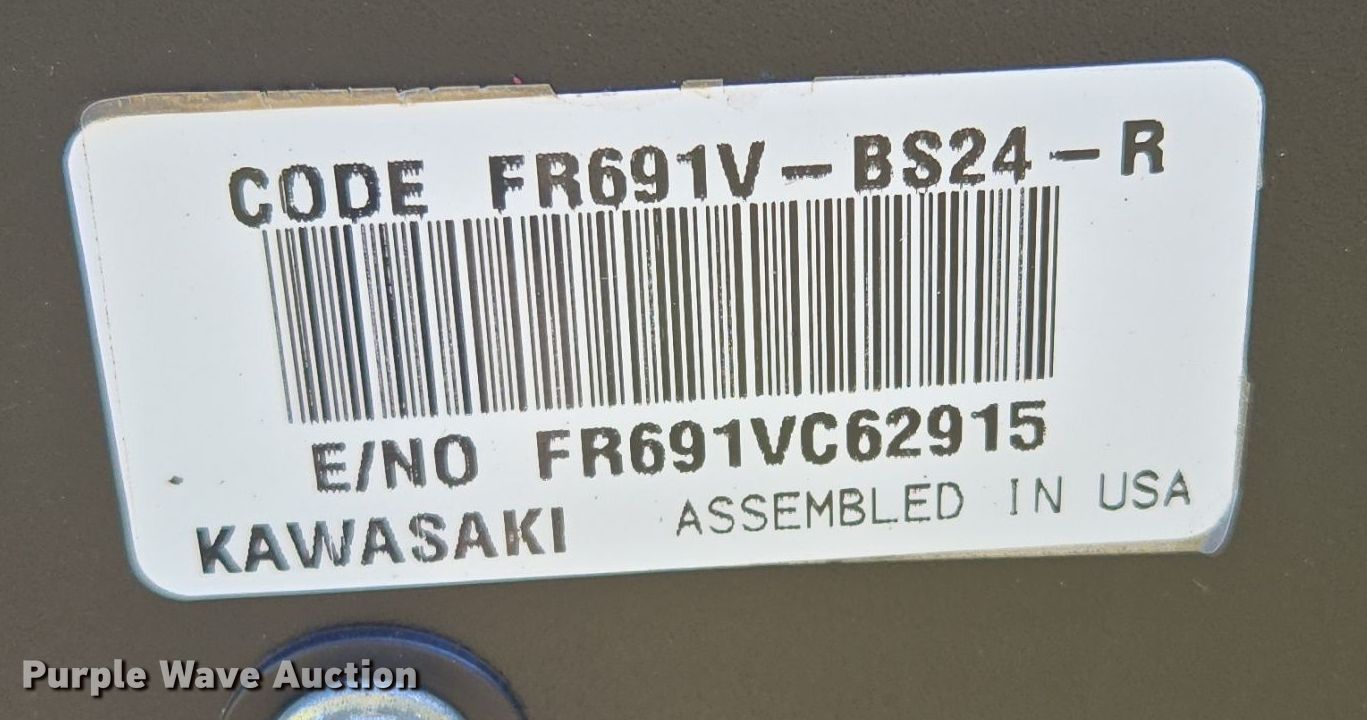 CODE FR691V-BS24-R
E/NO FR691VC62915
KAWASAKI ASSEMBLED IN USA
Purple Wave Auction